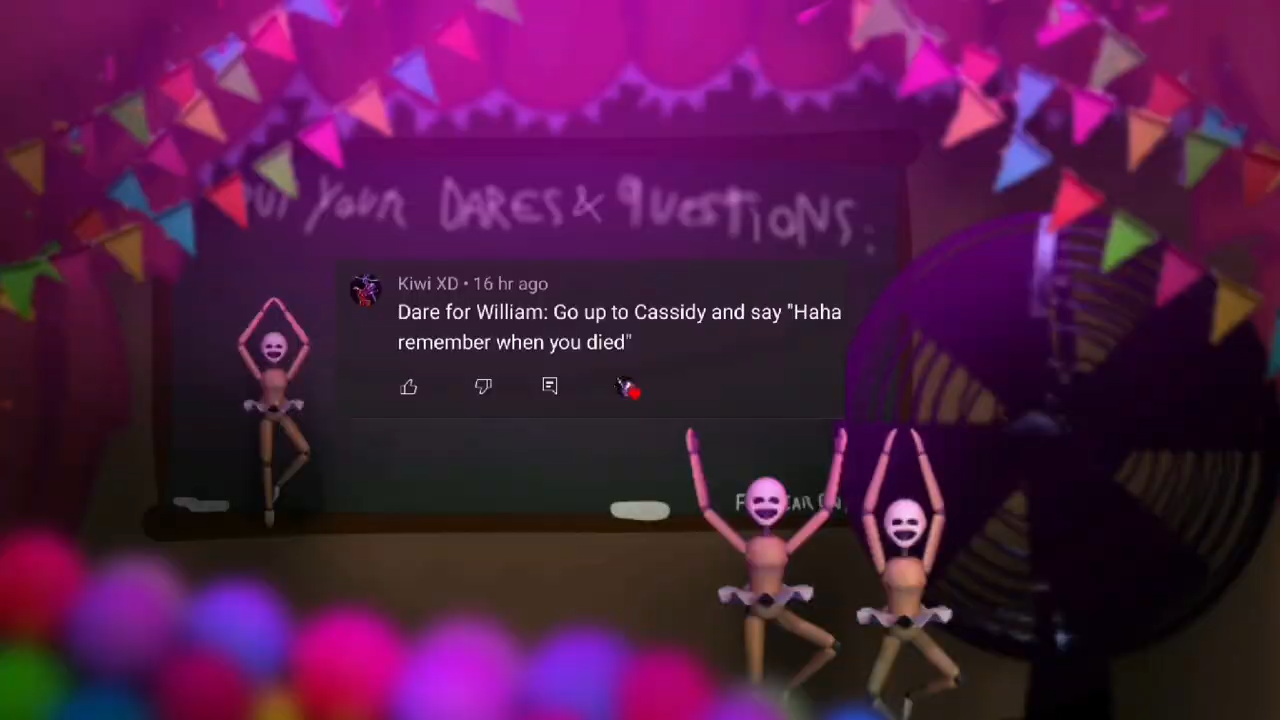 YOUR DARES & QUESTIONS:
Kiwi XD • 16 hr ago
Dare for William: Go up to Cassidy and say "Haha
remember when you died"